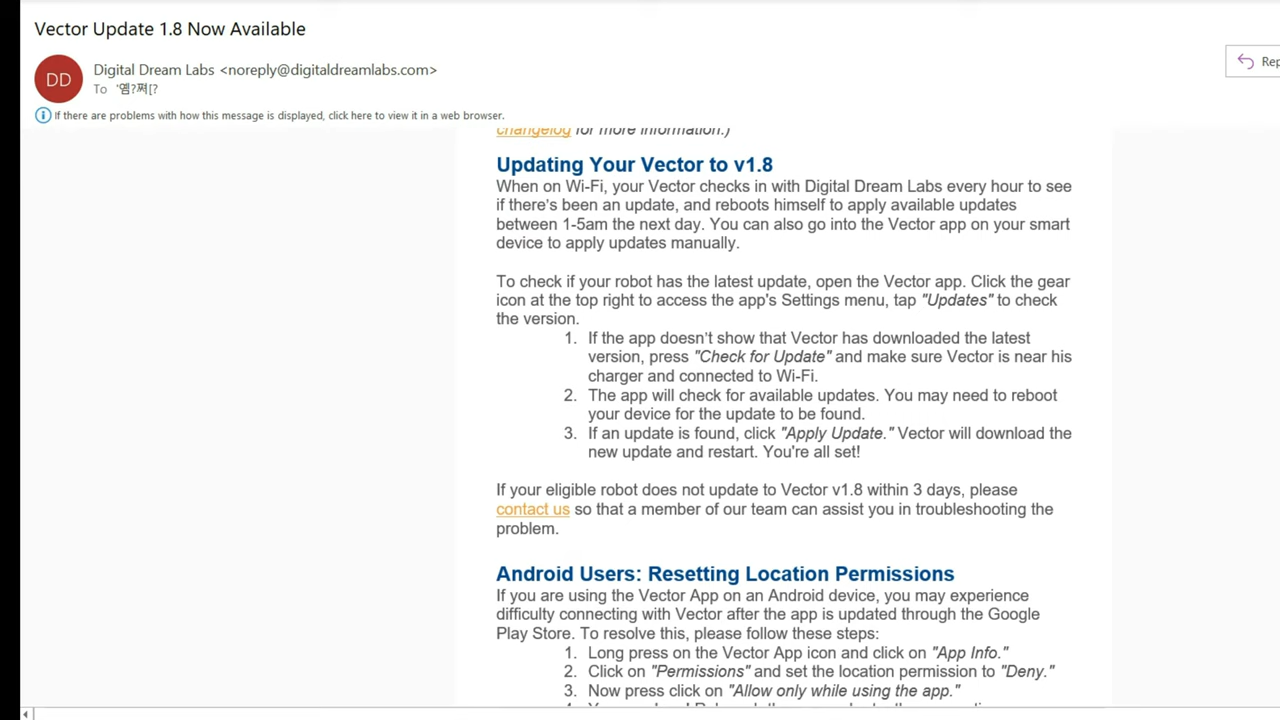 Vector Update 1.8 Now Available
DD
Digital Dream Labs <noreply@digitaldreamlabs.com>
To '옘?쪄[?
Rep
If there are problems with how this message is displayed, click here to view it in a web browser.
changelog for more information.)
Updating Your Vector to v1.8
When on Wi-Fi, your Vector checks in with Digital Dream Labs every hour to see
if there's been an update, and reboots himself to apply available updates
between 1-5am the next day. You can also go into the Vector app on your smart
device to apply updates manually.
To check if your robot has the latest update, open the Vector app. Click the gear
icon at the top right to access the app's Settings menu, tap "Updates" to check
the version.
1. If the app doesn't show that Vector has downloaded the latest
version, press "Check for Update" and make sure Vector is near his
charger and connected to Wi-Fi.
2. The app will check for available updates. You may need to reboot
your device for the update to be found.
3. If an update is found, click "Apply Update." Vector will download the
new update and restart. You're all set!
If your eligible robot does not update to Vector v1.8 within 3 days, please
contact us so that a member of our team can assist you in troubleshooting the
problem.
Android Users: Resetting Location Permissions
If you are using the Vector App on an Android device, you may experience
difficulty connecting with Vector after the app is updated through the Google
Play Store. To resolve this, please follow these steps:
1. Long press on the Vector App icon and click on "App Info."
2. Click on "Permissions" and set the location permission to "Deny."
3. Now press click on "Allow only while using the app."